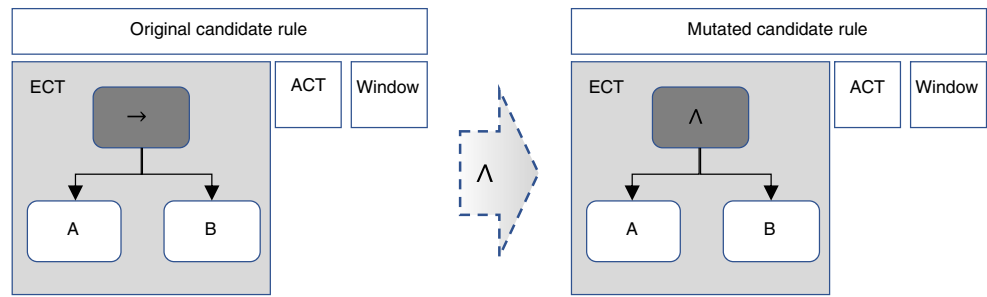 Original candidate rule
ECT
ACT
Window
→
A
B
∧
Mutated candidate rule
ECT
ACT
Window
∧
A
B